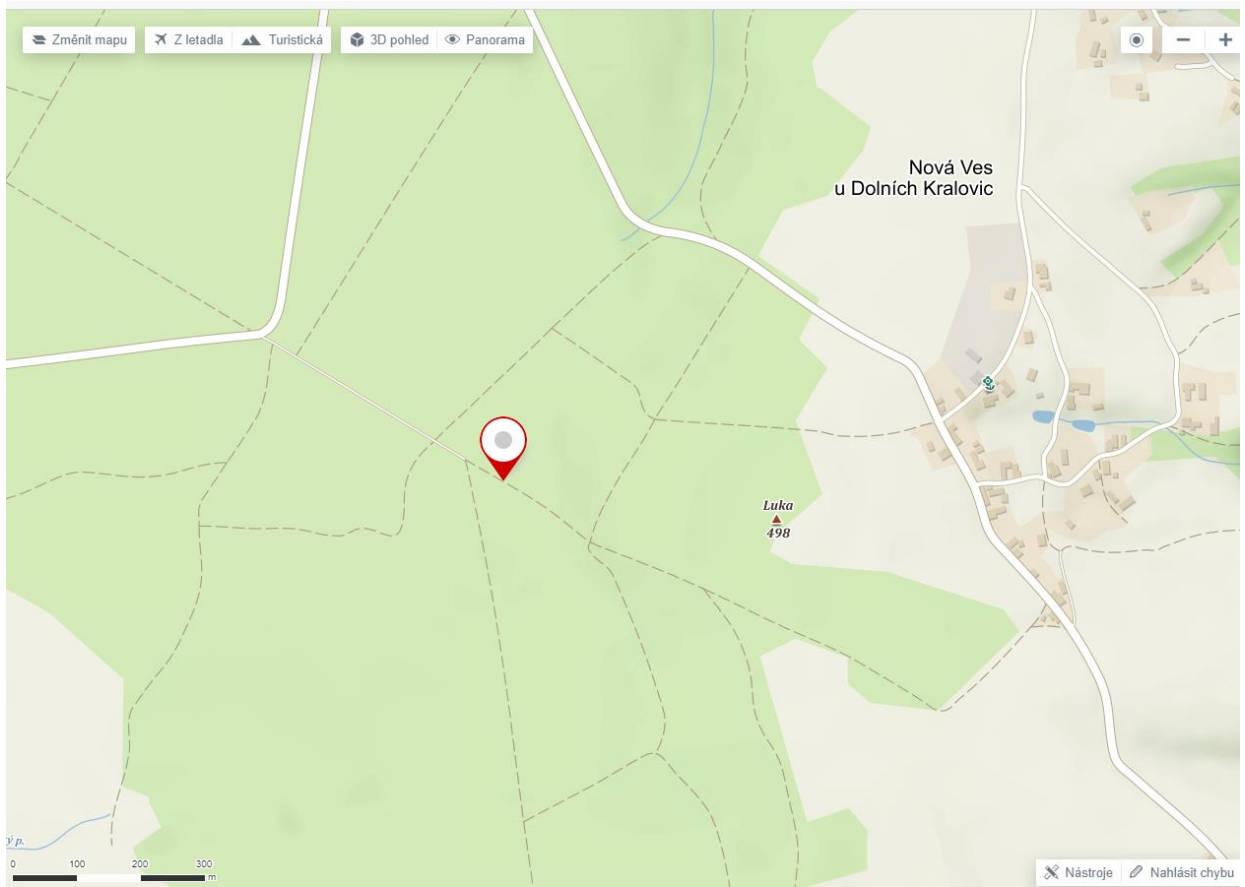 Změnit mapu
Z letadla
Turistická
3D pohled
Panorama
Nová Ves
u Dolních Kralovic
Luka
498
ý p.
0 100 200 300
m
Nástroje
Nahlásit chybu